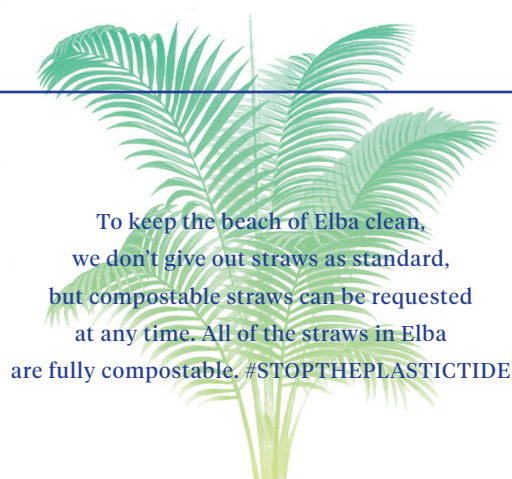 To keep the beach of Elba clean,
we don't give out straws as standard,
but compostable straws can be requested
at any time. All of the straws in Elba
are fully compostable. #STOPTHEPLASTICTIDE